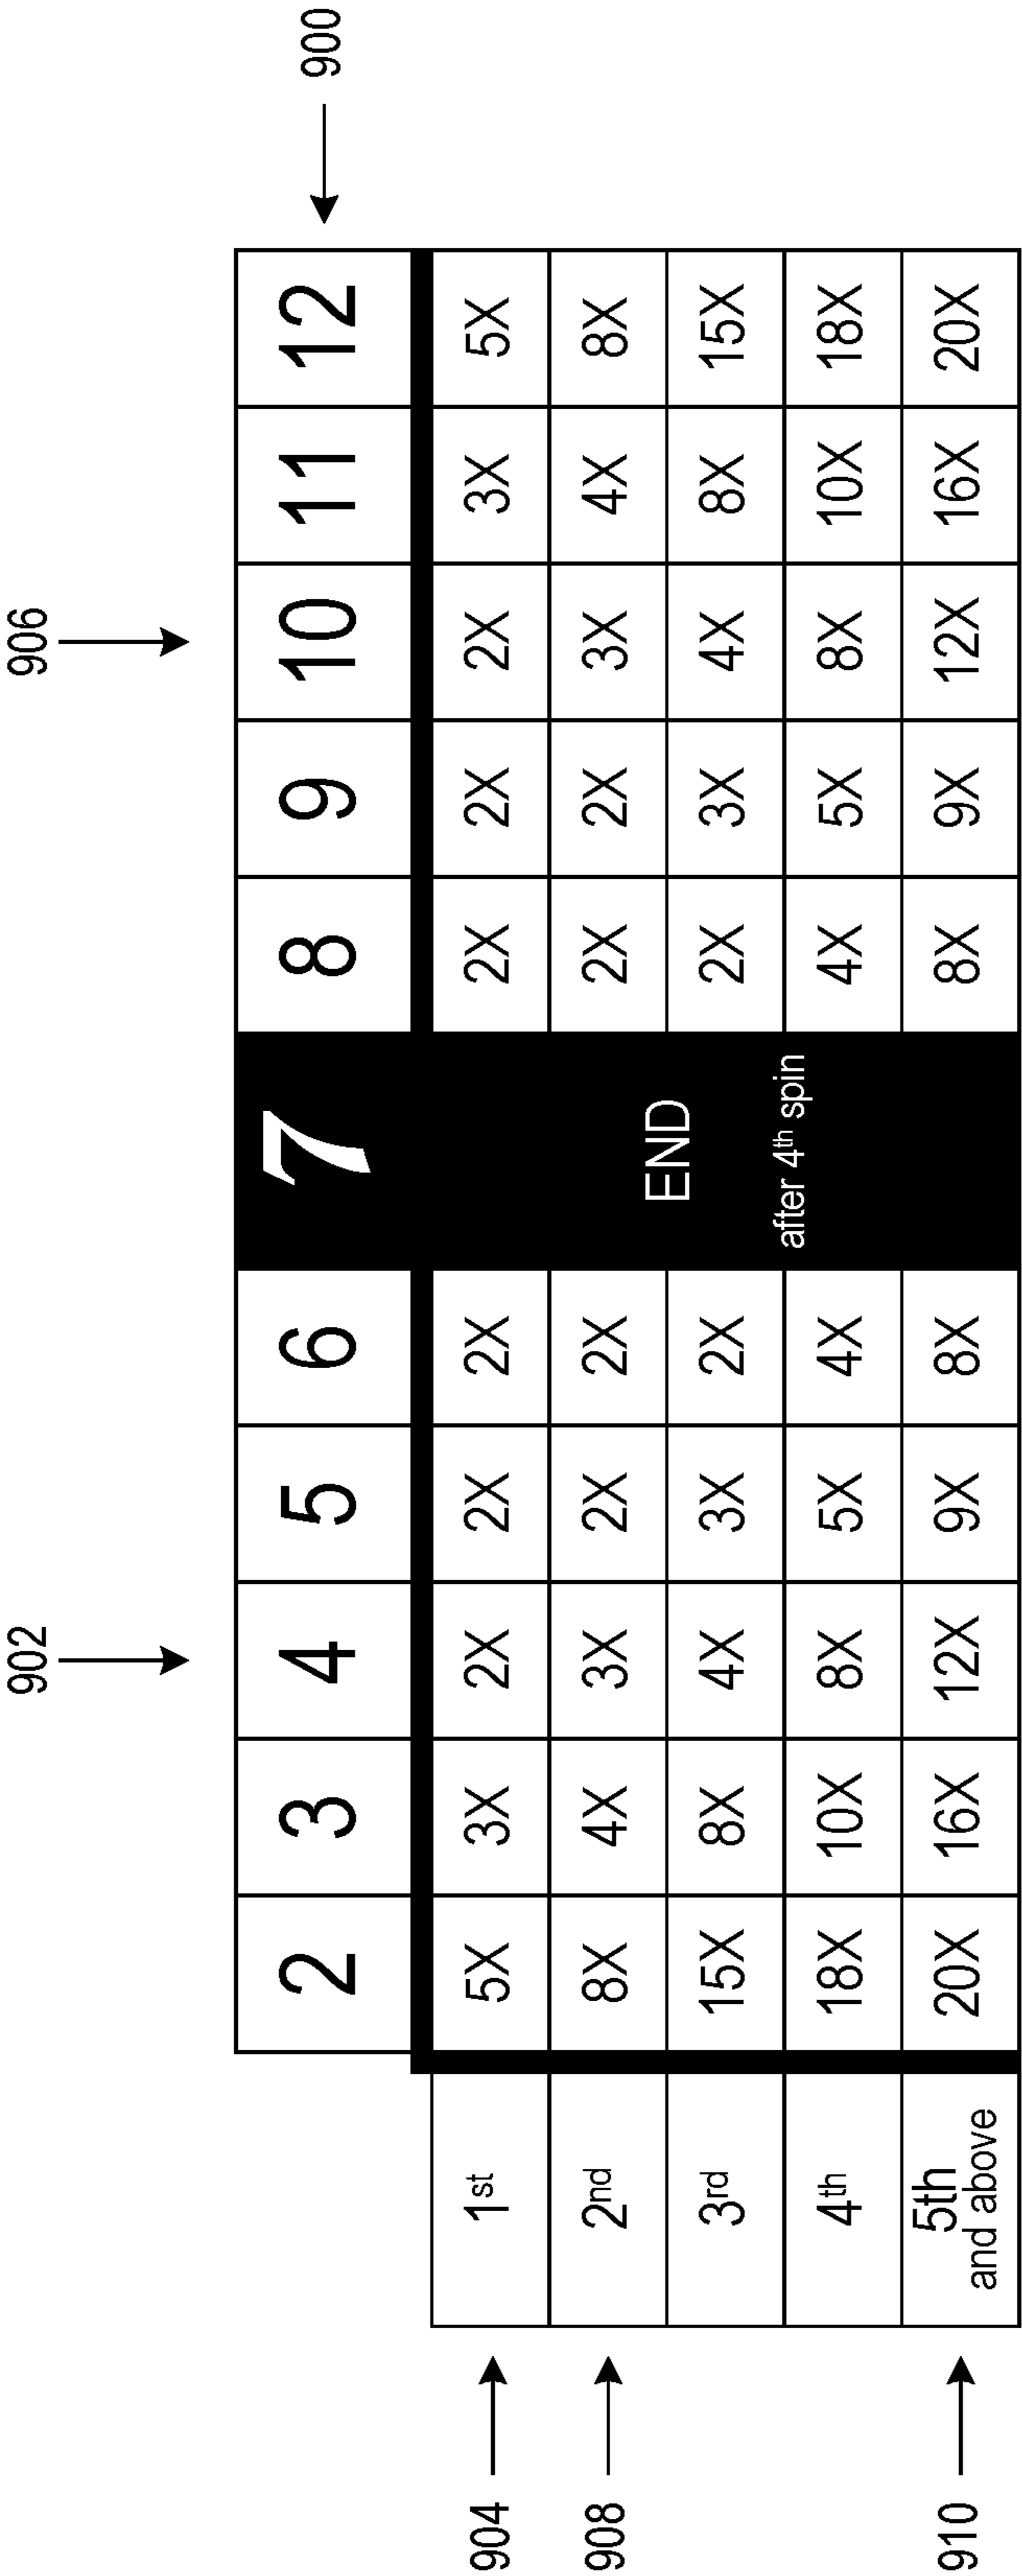 902 906
2 3 4 5 6 7 8 9 10 11 12 900
904 1st 5X 3X 2X 2X 2X 2X 2X 2X 3X 5X
908 2nd 8X 4X 3X 2X 2X END 2X 2X 3X 4X 8X
3rd 15X 8X 4X 3X 2X 2X 3X 4X 8X 15X
4th 18X 10X 8X 5X 4X after 4th spin 4X 5X 8X 10X 18X
910 5th 20X 16X 12X 9X 8X 8X 9X 12X 16X 20X
and above